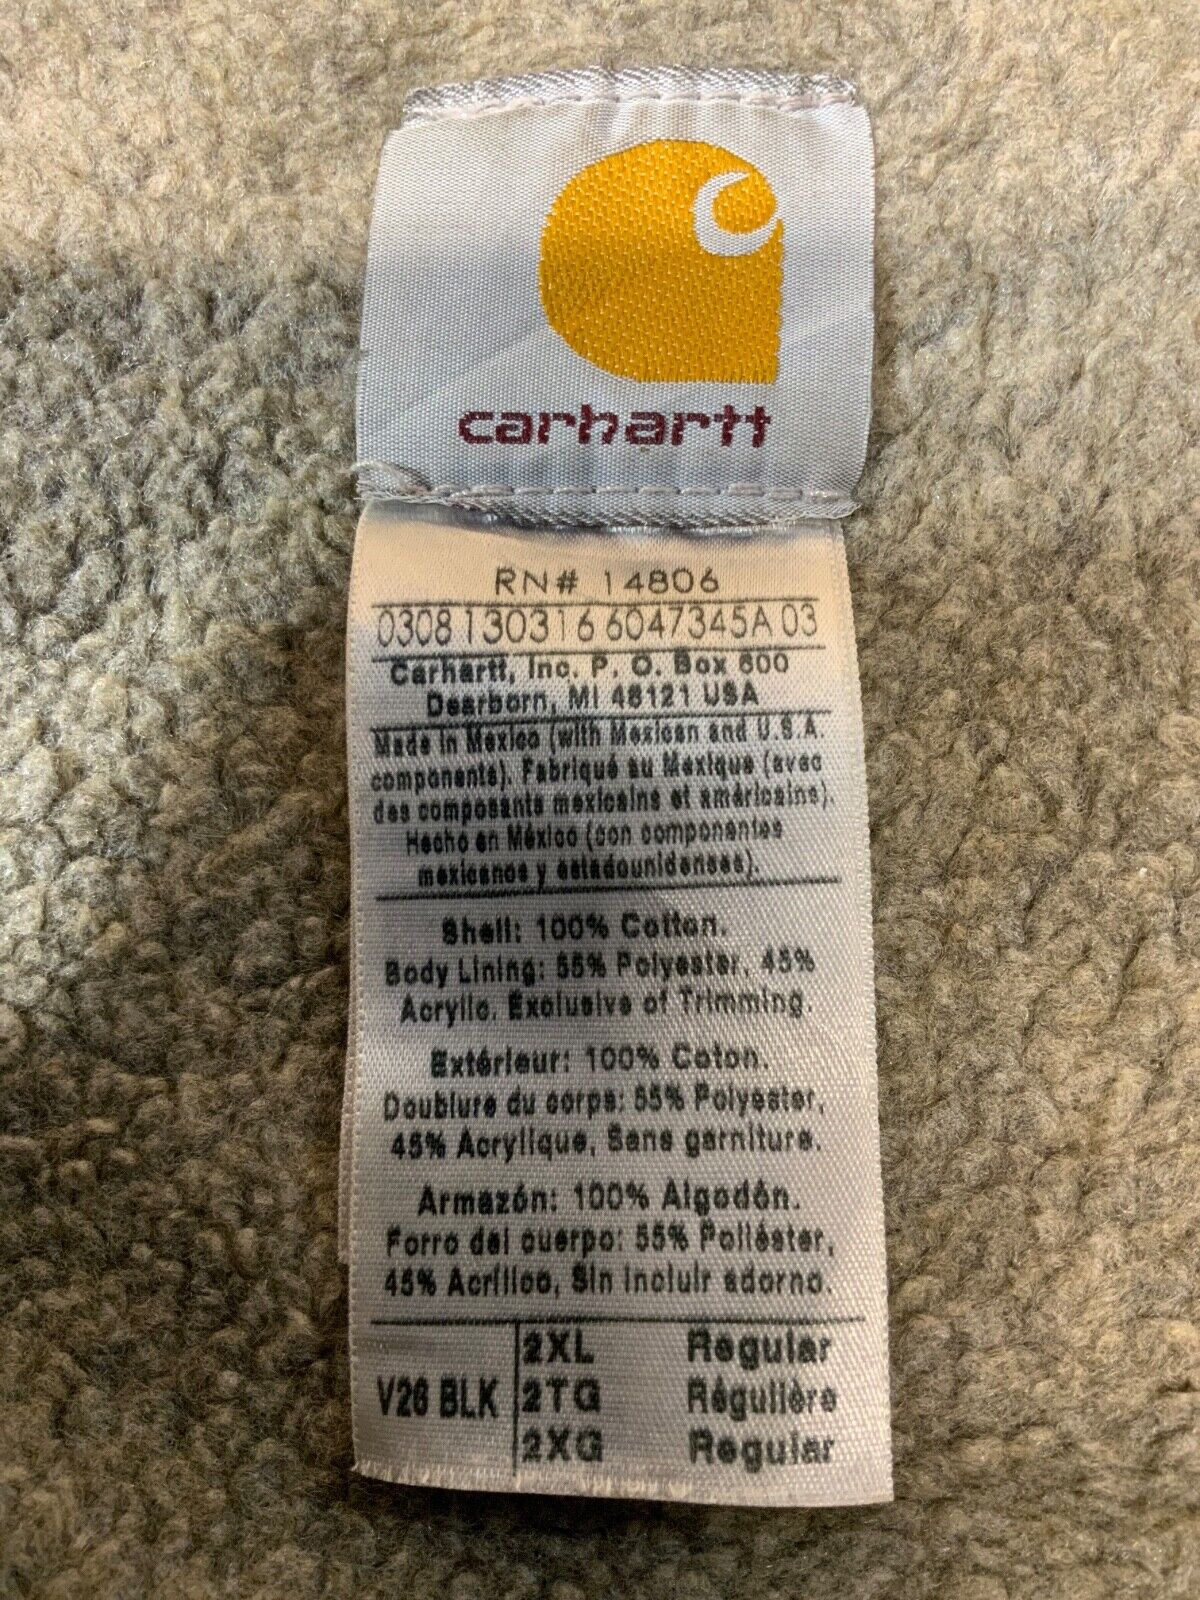 carhartt
RN# 14806
0308 130316 6047345A 03
Carhartt, Inc. P. O. Box 600
Dearborn, MI 48121 USA
Made in Mexico (with Mexican and U.S.A.
components). Fabriqué au Mexique (avec
des composants mexicains et américains).
Hecho en México (con componentes
mexicanos y estadounidenses).
Shell: 100% Cotton.
Body Lining: 55% Polyester, 45%
Acrylic. Exclusive of Trimming.
Extérieur: 100% Coton.
Doublure du corps: 55% Polyester,
45% Acrylique, Sans garniture.
Armazón: 100% Algodón.
Forro del cuerpo: 55% Poliéster,
45% Acrílico, Sin incluir adorno.
2XL Regular
V26 BLK 2TG Régulière
2XG Regular